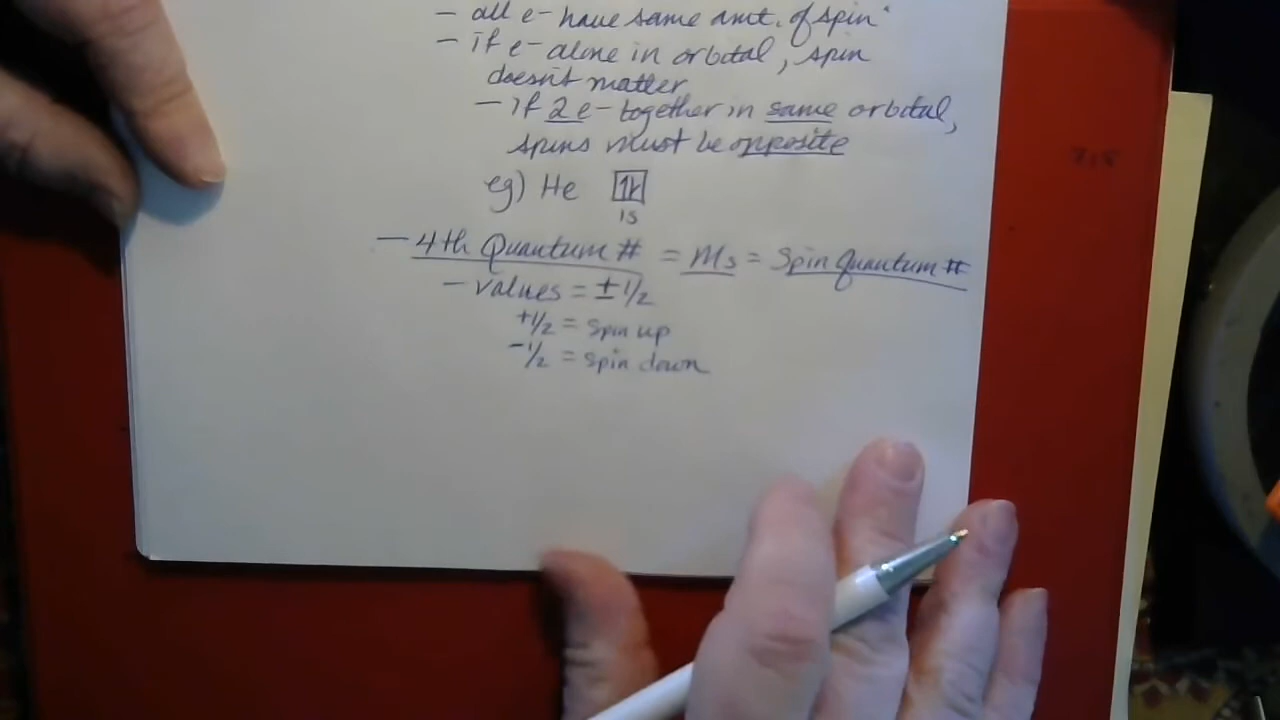 - all e- have same amt. of spin
- if e- alone in orbital, spin
doesn't matter
- if 2 e- together in same orbital,
spins must be opposite
eg) He 1↓
1s
- 4th Quantum # = Ms = Spin Quantum #
- values = ± 1/2
+1/2 = spin up
-1/2 = spin down